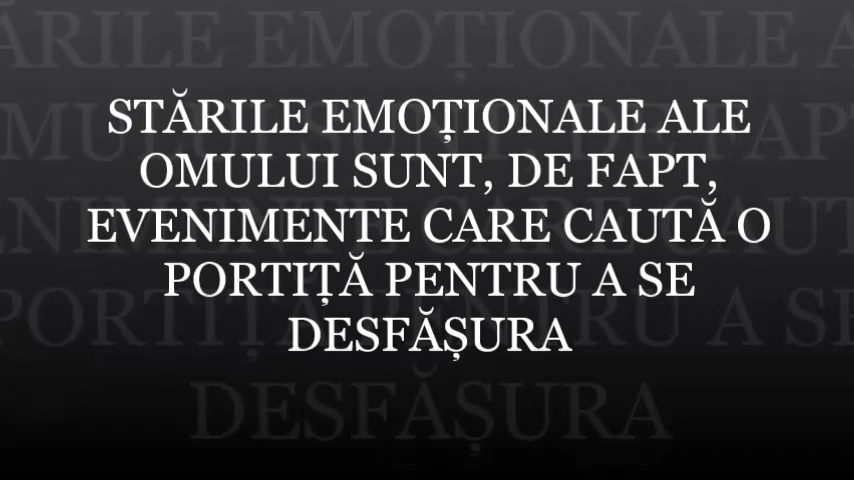 STĂRILE EMOȚIONALE ALE
OMULUI SUNT, DE FAPT,
EVENIMENTE CARE CAUTĂ O
PORTIȚĂ PENTRU A SE
DESFĂȘURA